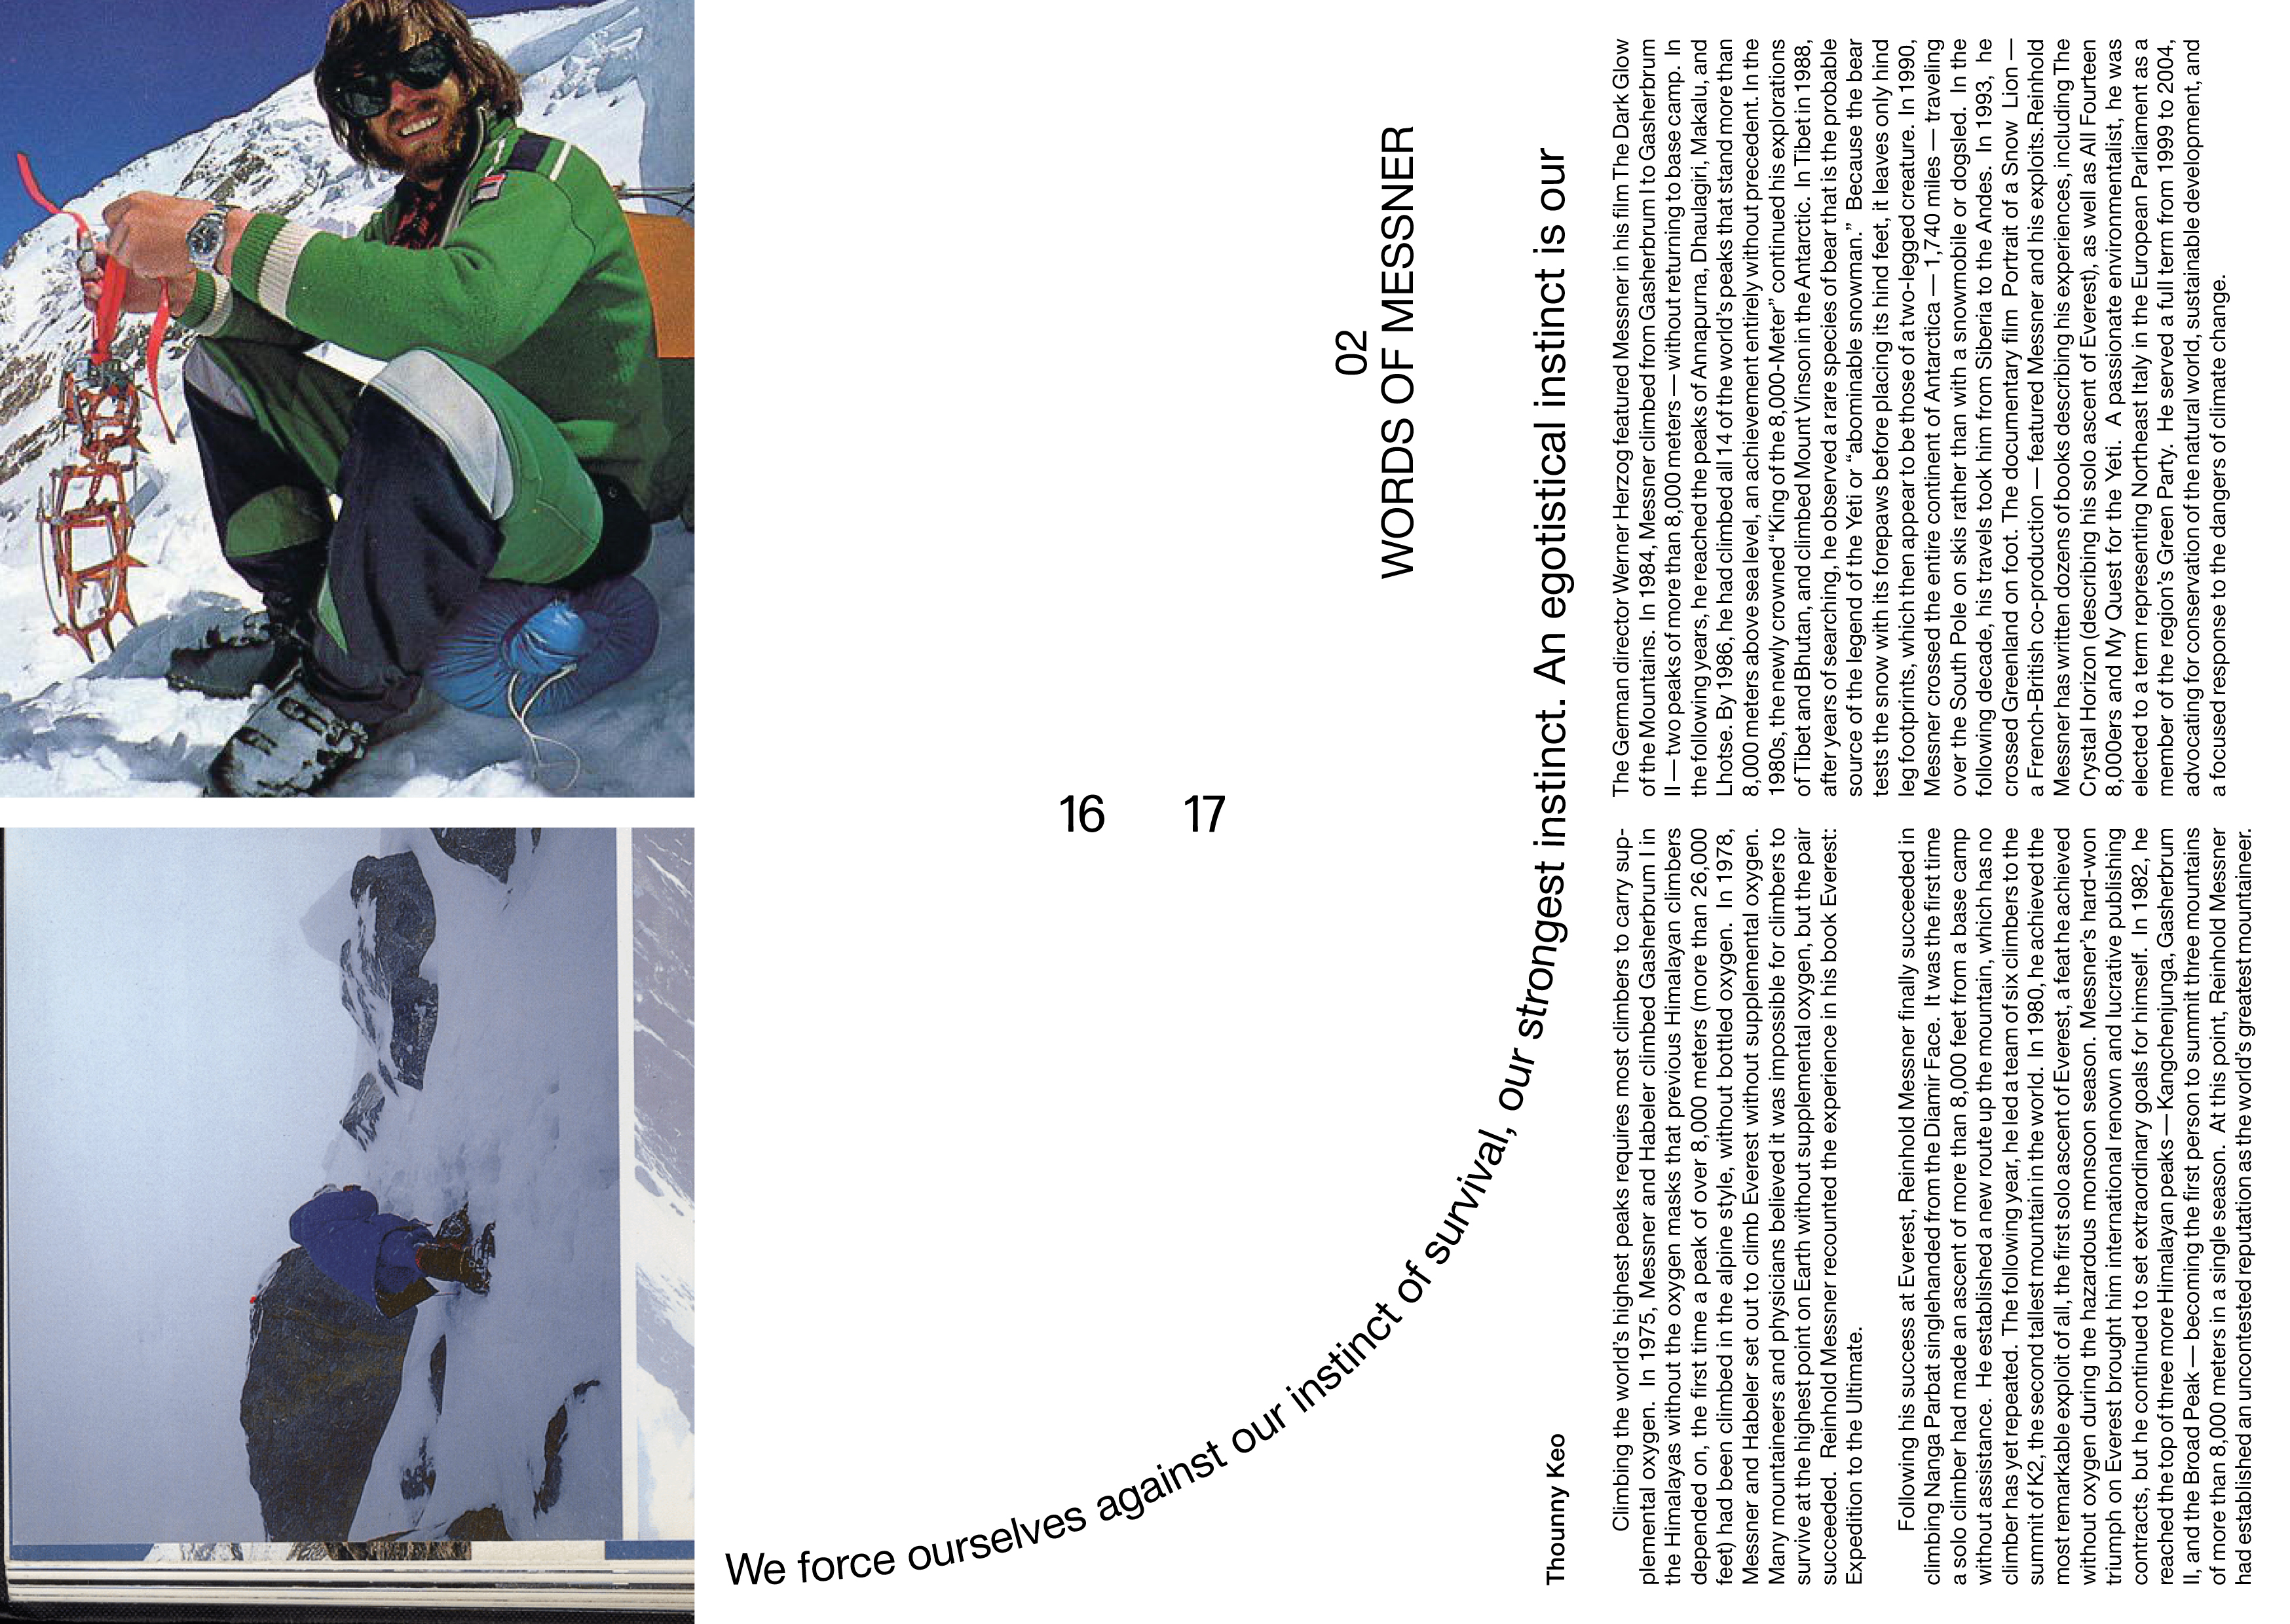 02
WORDS OF MESSNER
16 17
We force ourselves against our instinct of survival, our strongest instinct. An egotistical instinct is our
Thounny Keo
Climbing the world's highest peaks requires most climbers to carry sup-
plemental oxygen. In 1975, Messner and Habeler climbed Gasherbrum I in
the Himalayas without the oxygen masks that previous Himalayan climbers
depended on, the first time a peak of over 8,000 meters (more than 26,000
feet) had been climbed in the alpine style, without bottled oxygen. In 1978,
Messner and Habeler set out to climb Everest without supplemental oxygen.
Many mountaineers and physicians believed it was impossible for climbers to
survive at the highest point on Earth without supplemental oxygen, but the pair
succeeded. Reinhold Messner recounted the experience in his book Everest:
Expedition to the Ultimate.
Following his success at Everest, Reinhold Messner finally succeeded in
climbing Nanga Parbat singlehanded from the Diamir Face. It was the first time
a solo climber had made an ascent of more than 8,000 feet from a base camp
without assistance. He established a new route up the mountain, which has no
climber has yet repeated. The following year, he led a team of six climbers to the
summit of K2, the second tallest mountain in the world. In 1980, he achieved the
most remarkable exploit of all, the first solo ascent of Everest, a feat he achieved
without oxygen during the hazardous monsoon season. Messner's hard-won
triumph on Everest brought him international renown and lucrative publishing
contracts, but he continued to set extraordinary goals for himself. In 1982, he
reached the top of three more Himalayan peaks — Kangchenjunga, Gasherbrum
II, and the Broad Peak — becoming the first person to summit three mountains
of more than 8,000 meters in a single season. At this point, Reinhold Messner
had established an uncontested reputation as the world's greatest mountaineer.
The German director Werner Herzog featured Messner in his film The Dark Glow
of the Mountains. In 1984, Messner climbed from Gasherbrum I to Gasherbrum
II — two peaks of more than 8,000 meters — without returning to base camp. In
the following years, he reached the peaks of Annapurna, Dhaulagiri, Makalu, and
Lhotse. By 1986, he had climbed all 14 of the world's peaks that stand more than
8,000 meters above sea level, an achievement entirely without precedent. In the
1980s, the newly crowned “King of the 8,000-Meter” continued his explorations
of Tibet and Bhutan, and climbed Mount Vinson in the Antarctic. In Tibet in 1988,
after years of searching, he observed a rare species of bear that is the probable
source of the legend of the Yeti or “abominable snowman.” Because the bear
tests the snow with its forepaws before placing its hind feet, it leaves only hind
leg footprints, which then appear to be those of a two-legged creature. In 1990,
Messner crossed the entire continent of Antarctica — 1,740 miles — traveling
over the South Pole on skis rather than with a snowmobile or dogsled. In the
following decade, his travels took him from Siberia to the Andes. In 1993, he
crossed Greenland on foot. The documentary film Portrait of a Snow Lion —
a French-British co-production — featured Messner and his exploits.Reinhold
Messner has written dozens of books describing his experiences, including The
Crystal Horizon (describing his solo ascent of Everest), as well as All Fourteen
8,000ers and My Quest for the Yeti. A passionate environmentalist, he was
elected to a term representing Northeast Italy in the European Parliament as a
member of the region's Green Party. He served a full term from 1999 to 2004,
advocating for conservation of the natural world, sustainable development, and
a focused response to the dangers of climate change.